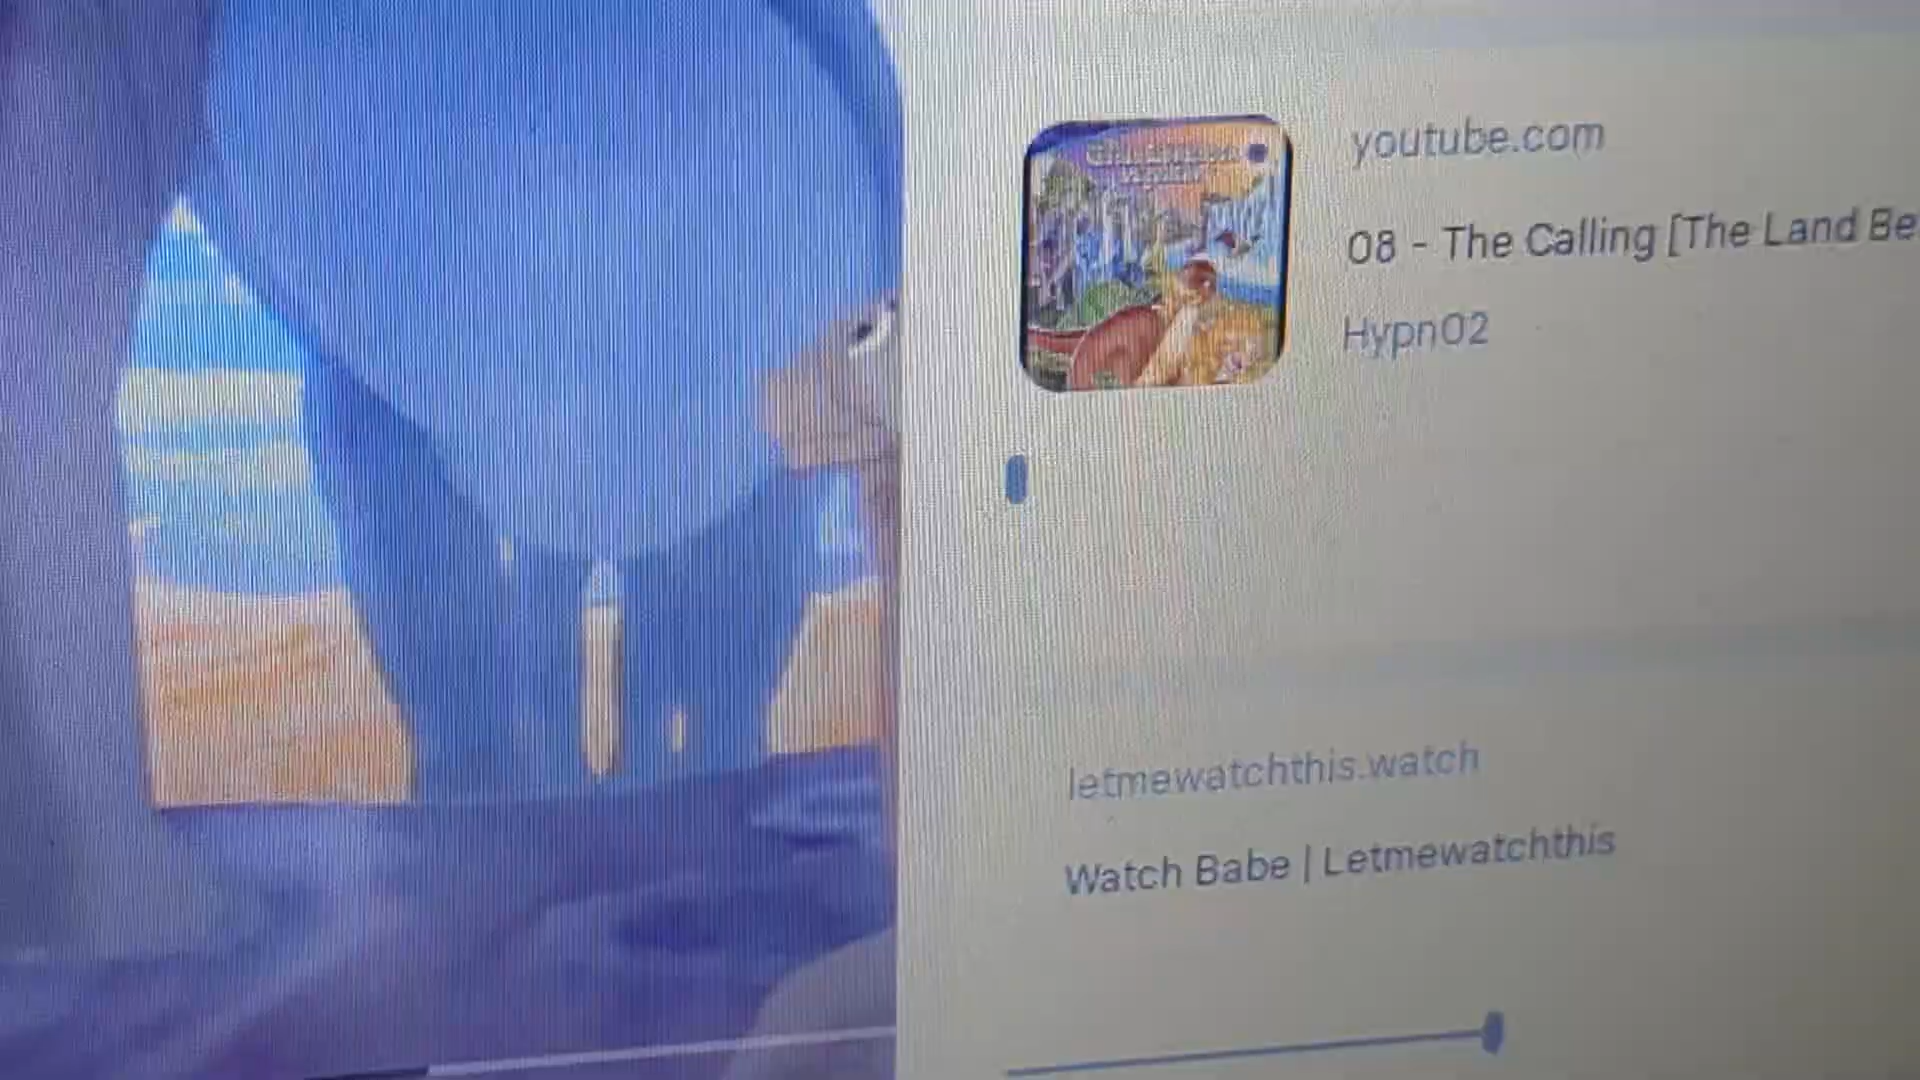 youtube.com
08 - The Calling [The Land Be
Hypn02
letmewatchthis.watch
Watch Babe | Letmewatchthis